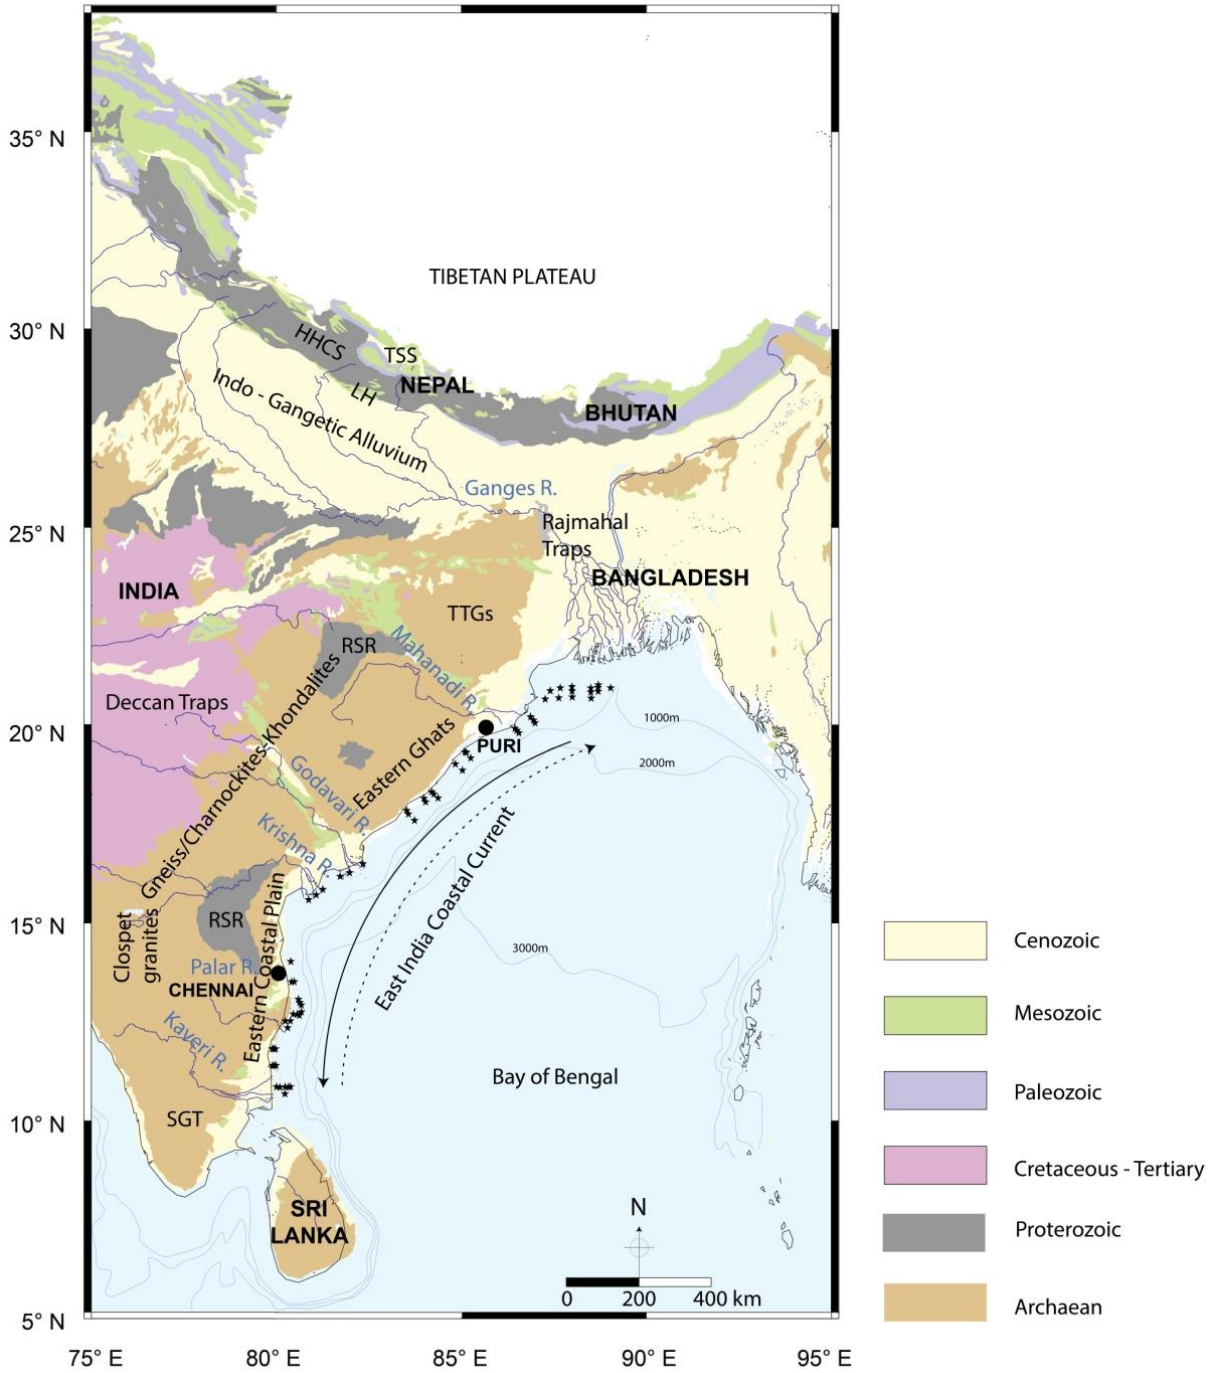 35° N
30° N
25° N
20° N
15° N
10° N
5° N
75° E
80° E
85° E
90° E
95° E
TIBETAN PLATEAU
HHCS
TSS
LH
NEPAL
BHUTAN
Indo - Gangetic Alluvium
Ganges R.
Rajmahal
Traps
BANGLADESH
INDIA
TTGs
RSR
Mahanadi R.
Deccan Traps
Gneiss/Charnockites-Khondalites
PURI
1000m
2000m
Eastern Ghats
Godavari R.
Krishna R.
East India Coastal Current
RSR
Clospet
granites
Eastern Coastal Plain
3000m
Palar R.
CHENNAI
Kaveri R.
Bay of Bengal
SGT
SRI
LANKA
N
0 200 400 km
Cenozoic
Mesozoic
Paleozoic
Cretaceous - Tertiary
Proterozoic
Archaean